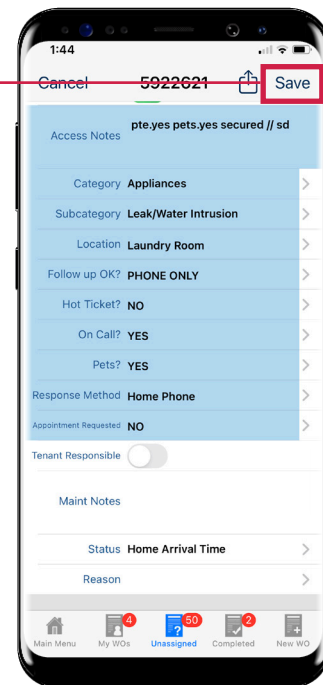 1:44
Cancel 5922621 Save
Access Notes pte.yes pets.yes secured // sd
Category Appliances
Subcategory Leak/Water Intrusion
Location Laundry Room
Follow up OK? PHONE ONLY
Hot Ticket? NO
On Call? YES
Pets? YES
Response Method Home Phone
Appointment Requested NO
Tenant Responsible
Maint Notes
Status Home Arrival Time
Reason
4 50 2
Main Menu My WOs Unassigned Completed New WO